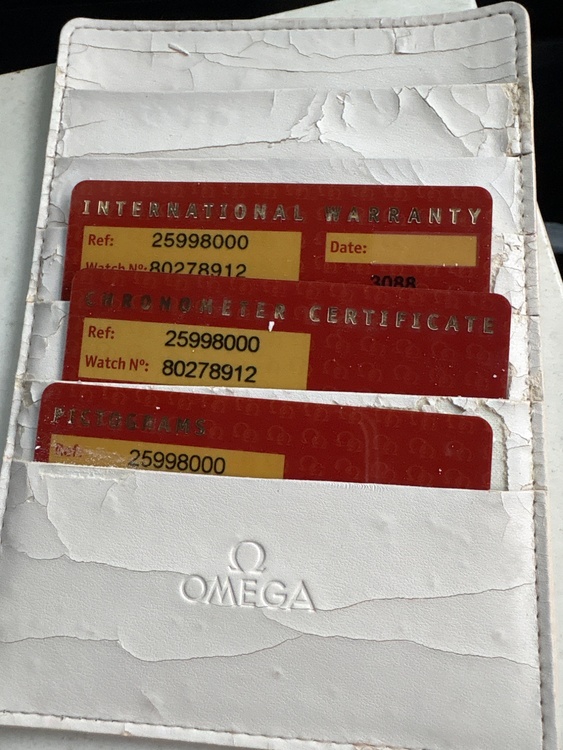 INTERNATIONAL WARRANTY
Ref: 25998000 Date:
Watch Nº: 80278912
3088
CHRONOMETER CERTIFICATE
Ref: 25998000
Watch Nº: 80278912
PICTOGRAMS
Ref: 25998000
Ω
OMEGA